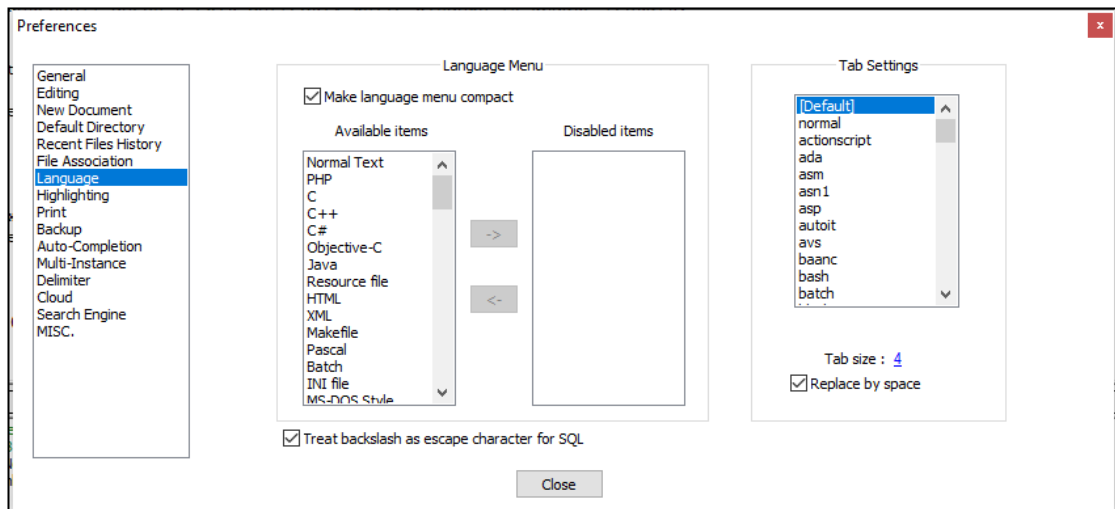 Preferences
x
General
Editing
New Document
Default Directory
Recent Files History
File Association
Language
Highlighting
Print
Backup
Auto-Completion
Multi-Instance
Delimiter
Cloud
Search Engine
MISC.
Language Menu
Make language menu compact
Available items
Normal Text
PHP
C
C++
C#
Objective-C
Java
Resource file
HTML
XML
Makefile
Pascal
Batch
INI file
MS-DOS Style
->
<-
Disabled items
Treat backslash as escape character for SQL
Tab Settings
[Default]
normal
actionscript
ada
asm
asn1
asp
autoit
avs
baanc
bash
batch
Tab size : 4
Replace by space
Close